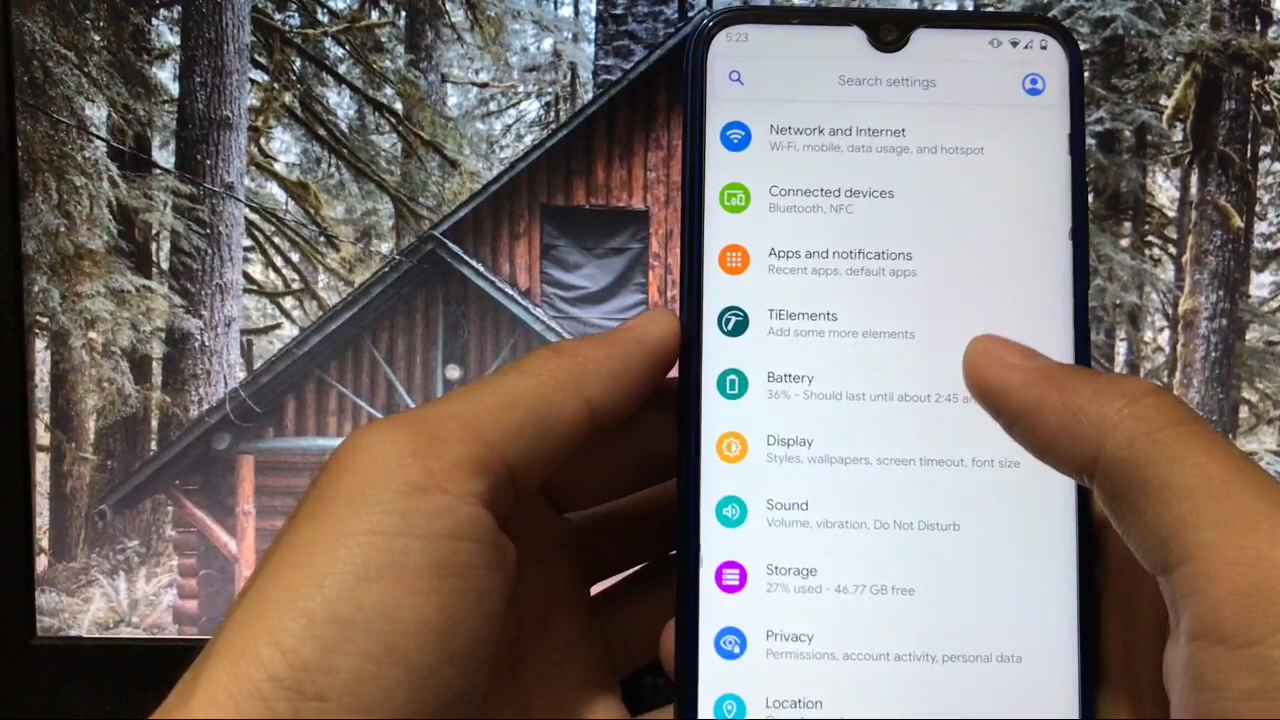 5:23
Search settings
Network and Internet
Wi-Fi, mobile, data usage, and hotspot
Connected devices
Bluetooth, NFC
Apps and notifications
Recent apps, default apps
TiElements
Add some more elements
Battery
36% - Should last until about 2:45
Display
Styles, wallpapers, screen timeout, font size
Sound
Volume, vibration, Do Not Disturb
Storage
27% used - 46.77 GB free
Privacy
Permissions, account activity, personal data
Location